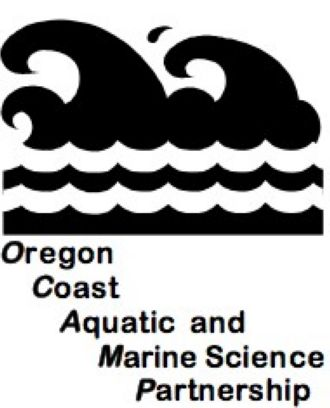 Oregon
Coast
Aquatic and
Marine Science
Partnership